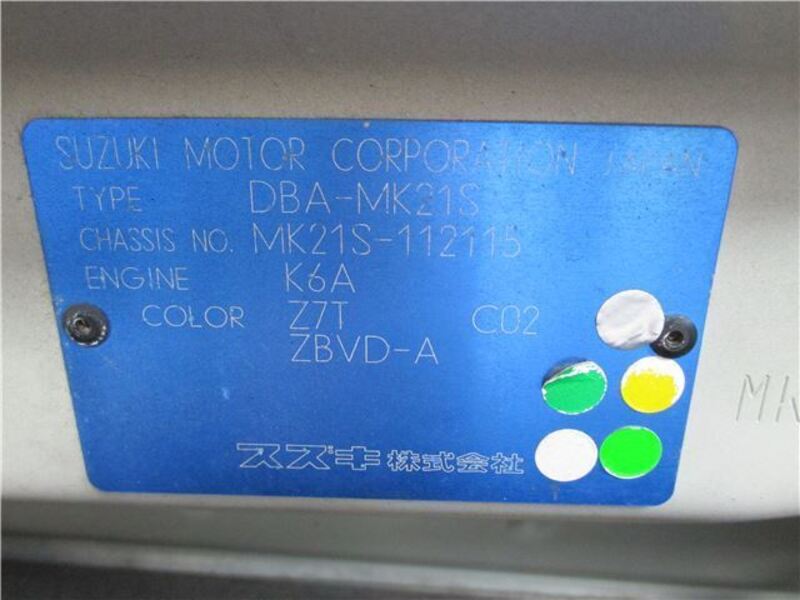 SUZUKI MOTOR CORPORATION JAPAN
TYPE DBA-MK21S
CHASSIS NO. MK21S-112115
ENGINE K6A
COLOR Z7T C02
ZBVD-A
スズキ株式会社
MK